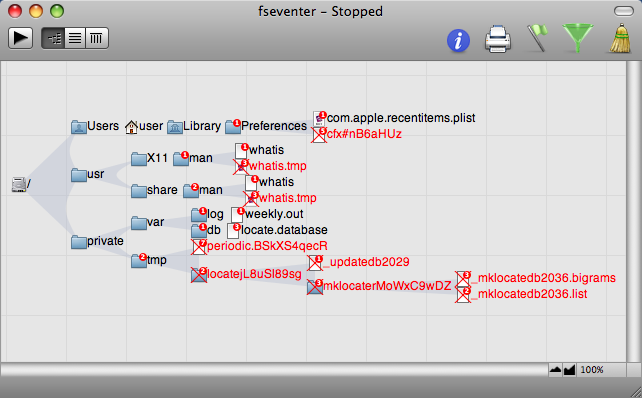 fseventer – Stopped
Users user Library Preferences com.apple.recentitems.plist
cfx#nB6aHUz
X11 man whatis
whatis.tmp
/ usr
share man whatis
whatis.tmp
var log weekly.out
db locate.database
private
periodic.BSkXS4qecR
tmp
_updatedb2029
locatejL8uSl89sg
mklocaterMoWxC9wDZ
_mklocatedb2036.bigrams
_mklocatedb2036.list
100%